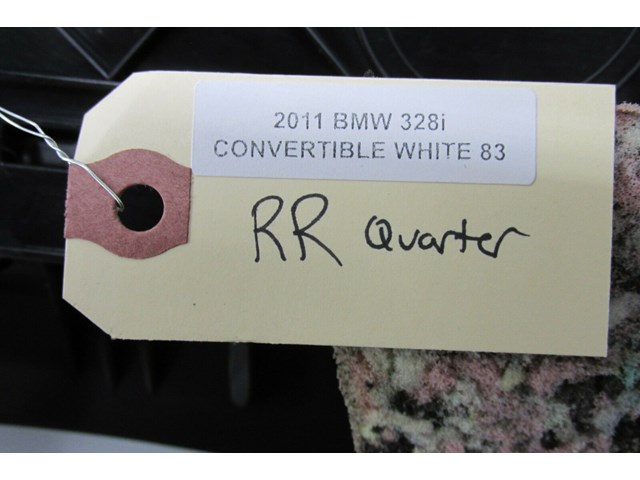 2011 BMW 328i
CONVERTIBLE WHITE 83
RR Quarter